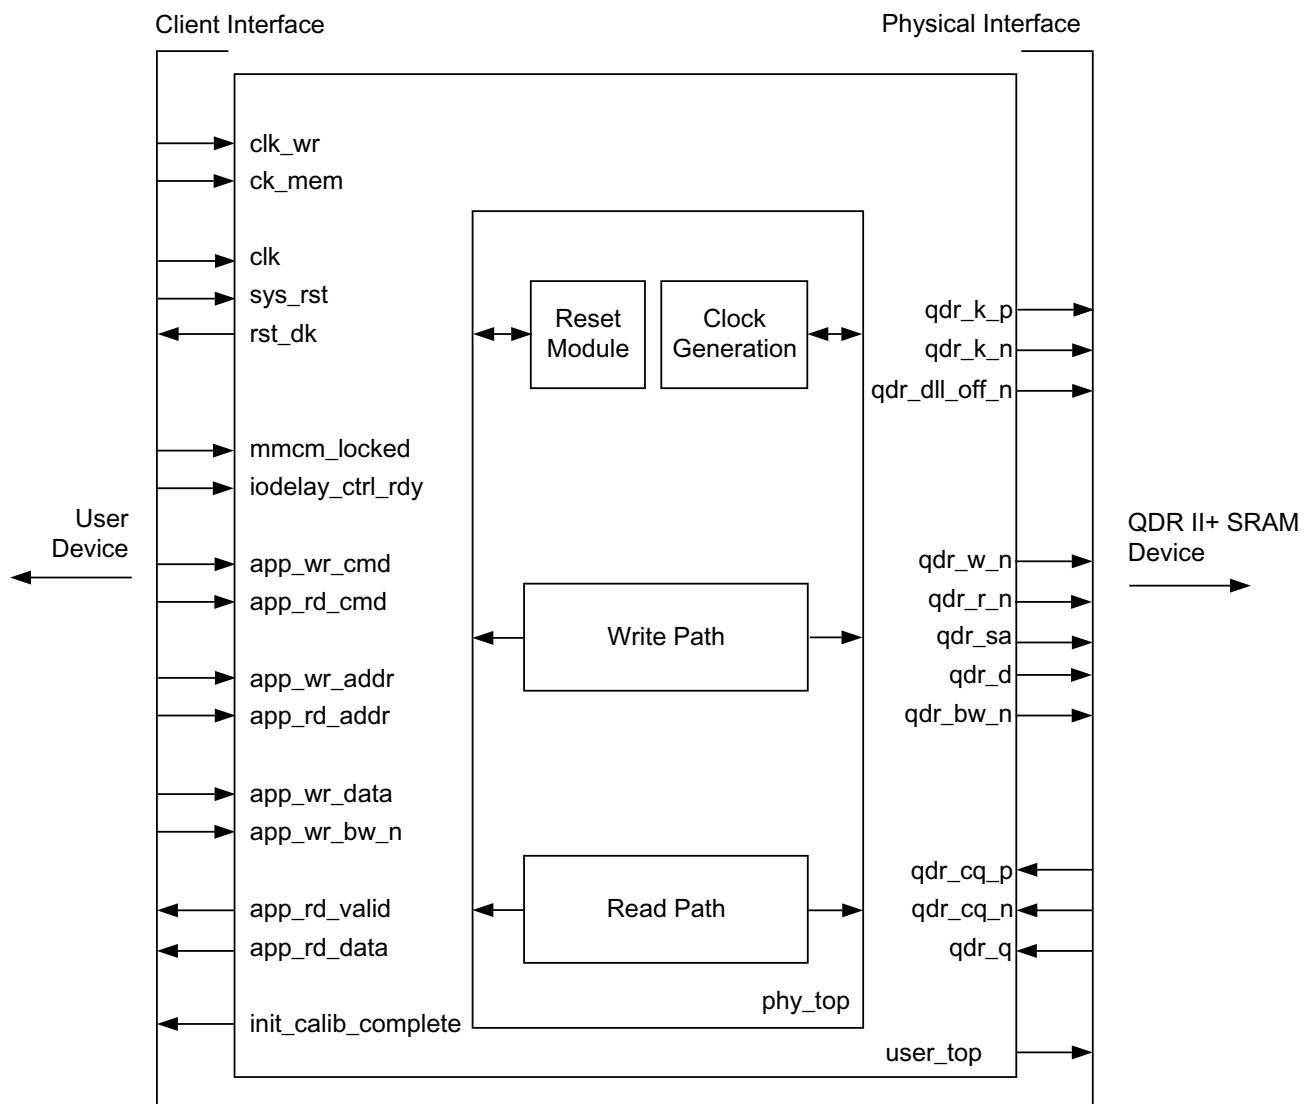 Client Interface
Physical Interface
clk_wr
ck_mem
clk
sys_rst
rst_dk
mmcm_locked
iodelay_ctrl_rdy
User
Device
app_wr_cmd
app_rd_cmd
app_wr_addr
app_rd_addr
app_wr_data
app_wr_bw_n
app_rd_valid
app_rd_data
init_calib_complete
Reset
Module
Clock
Generation
Write Path
Read Path
phy_top
qdr_k_p
qdr_k_n
qdr_dll_off_n
qdr_w_n
qdr_r_n
qdr_sa
qdr_d
qdr_bw_n
qdr_cq_p
qdr_cq_n
qdr_q
user_top
QDR II+ SRAM
Device